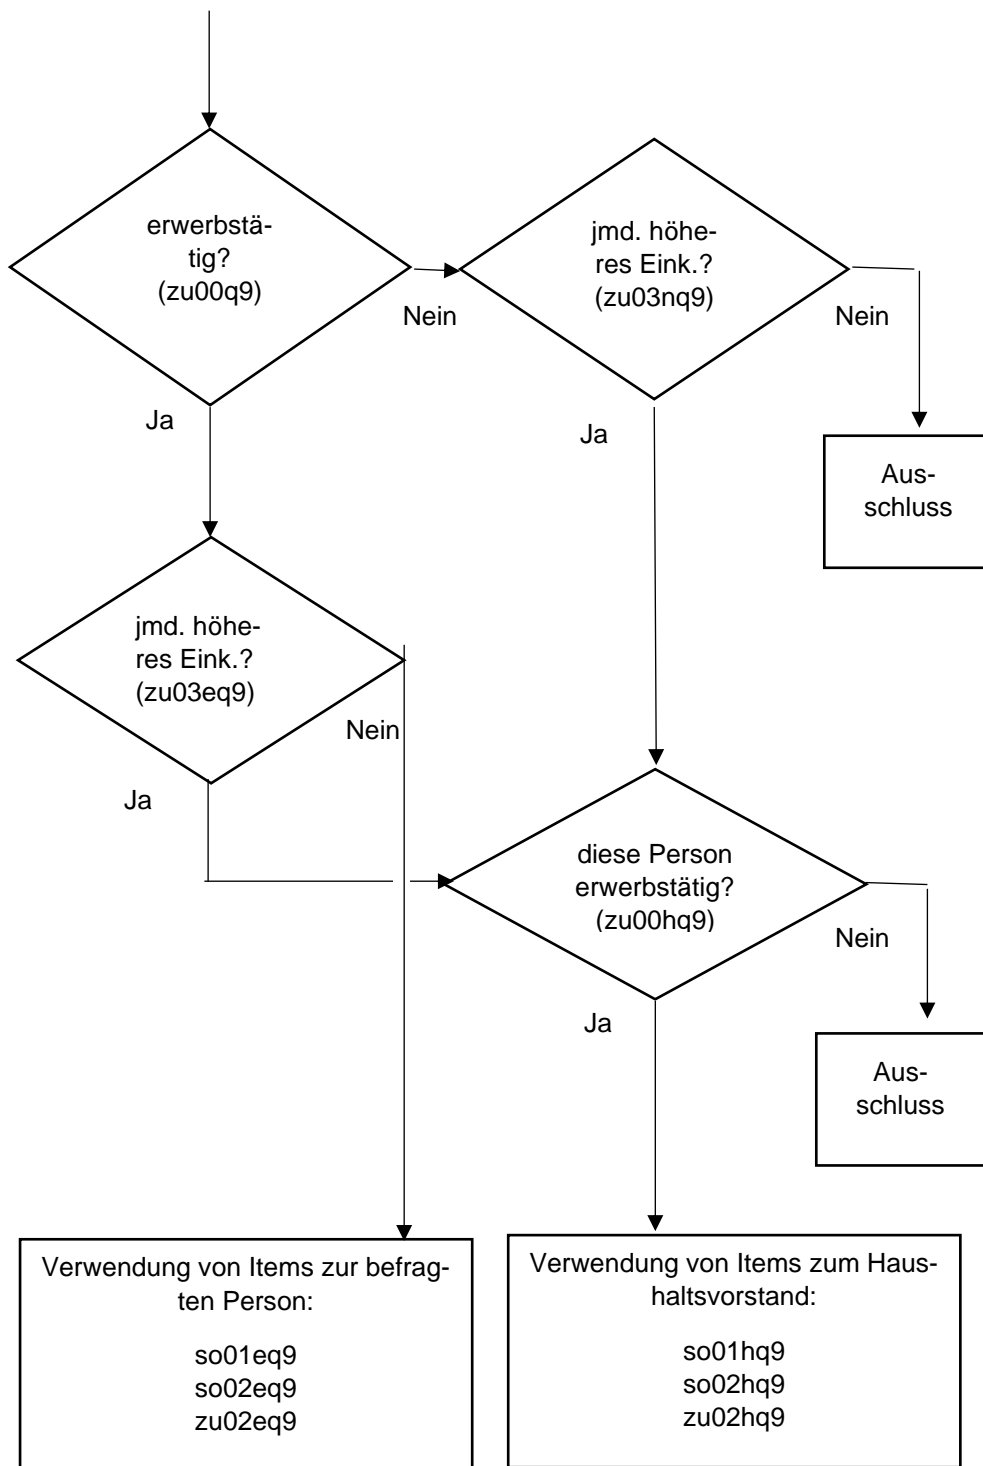 erwerbstä-
tig?
(zu00q9)
Nein
jmd. höhe-
res Eink.?
(zu03nq9)
Nein
Ja
Ja
Aus-
schluss
jmd. höhe-
res Eink.?
(zu03eq9)
Nein
Ja
diese Person
erwerbstätig?
(zu00hq9)
Nein
Ja
Aus-
schluss
Verwendung von Items zur befrag-
ten Person:
so01eq9
so02eq9
zu02eq9
Verwendung von Items zum Haus-
haltsvorstand:
so01hq9
so02hq9
zu02hq9